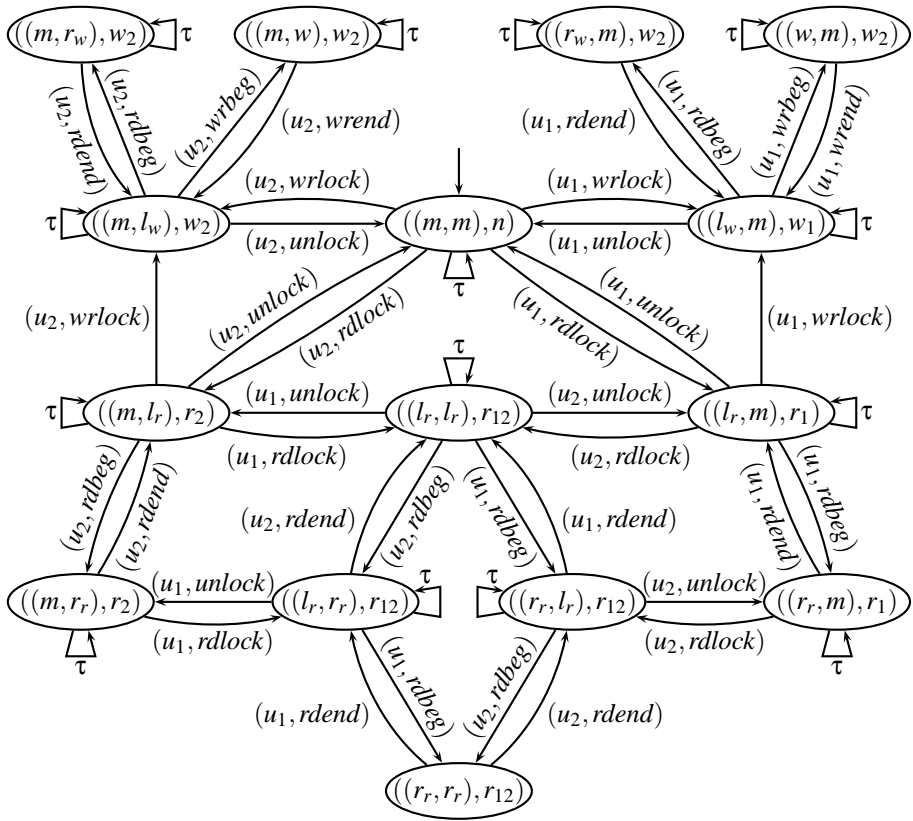 ((m, r_w), w_2) τ ((m, w), w_2) τ τ ((r_w, m), w_2) τ ((w, m), w_2)
(u_2, rdend) (u_2, rdbeg) (u_2, wrbeg) (u_2, wrend) (u_1, rdend) (u_1, rdbeg) (u_1, wrbeg) (u_1, wrend)
(u_2, wrlock) (u_1, wrlock)
τ ((m, l_w), w_2) ((m, m), n) ((l_w, m), w_1) τ
(u_2, unlock) (u_1, unlock)
τ
(u_2, wrlock) (u_2, unlock) (u_2, rdlock) (u_1, rdlock) (u_1, unlock) (u_1, wrlock)
τ
(u_1, unlock) (u_2, unlock)
τ ((m, l_r), r_2) ((l_r, l_r), r_12) ((l_r, m), r_1) τ
(u_1, rdlock) (u_2, rdlock)
(u_2, rdbeg) (u_2, rdend) (u_2, rdend) (u_2, rdbeg) (u_1, rdbeg) (u_1, rdend) (u_1, rdend) (u_1, rdbeg)
(u_1, unlock) τ τ (u_2, unlock)
((m, r_r), r_2) ((l_r, r_r), r_12) ((r_r, l_r), r_12) ((r_r, m), r_1)
(u_1, rdlock) (u_2, rdlock)
τ τ
(u_1, rdend) (u_1, rdbeg) (u_2, rdbeg) (u_2, rdend)
((r_r, r_r), r_12)